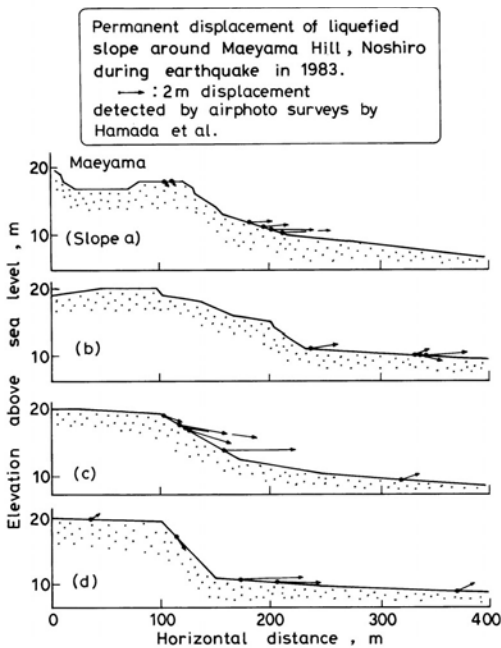 Permanent displacement of liquefied
slope around Maeyama Hill, Noshiro
during earthquake in 1983.
→ : 2m displacement
detected by airphoto surveys by
Hamada et al.
Maeyama
20
10
(Slope a)
20
10
(b)
20
10
(c)
20
10
(d)
Elevation above sea level, m
0 100 200 300 400
Horizontal distance, m